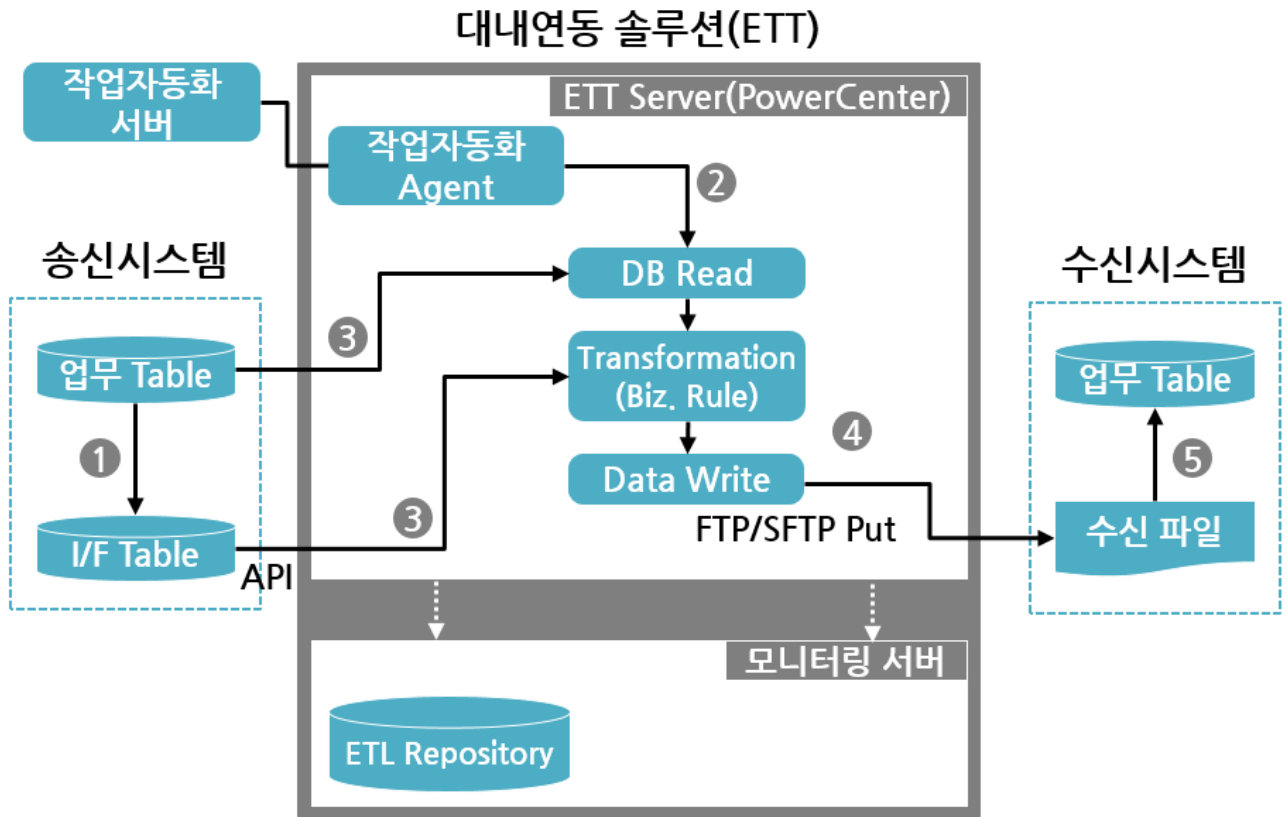 대내연동 솔루션(ETT)
작업자동화
서버
ETT Server(PowerCenter)
작업자동화
Agent
2
송신시스템
수신시스템
DB Read
3
업무 Table
Transformation
(Biz. Rule)
업무 Table
1
4
5
Data Write
3
FTP/SFTP Put
I/F Table
API
수신 파일
모니터링 서버
ETL Repository